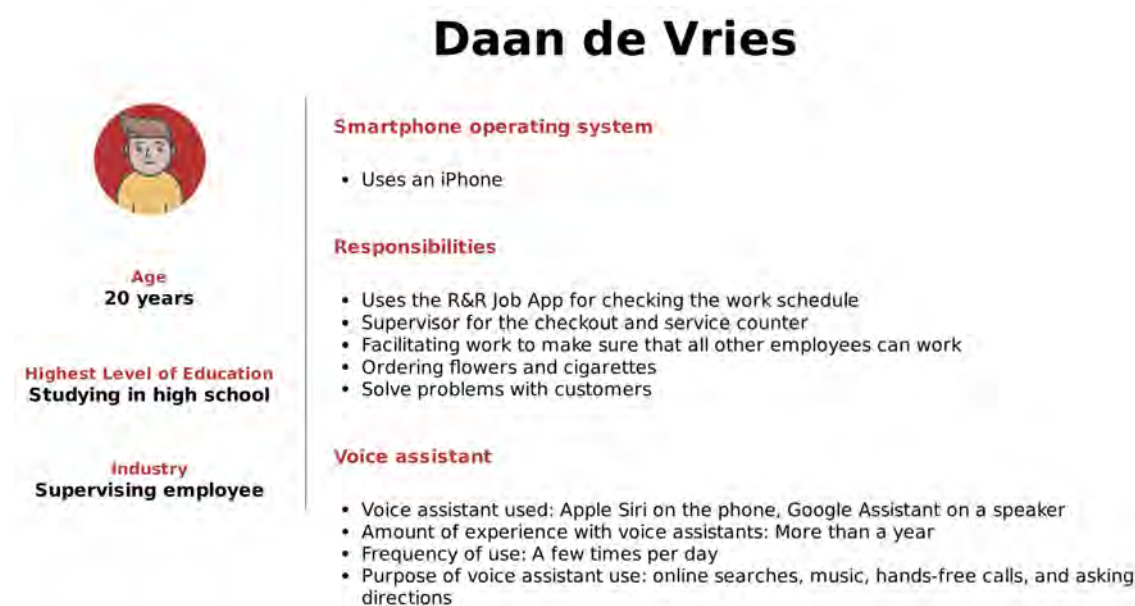 Daan de Vries
Age
20 years
Highest Level of Education
Studying in high school
Industry
Supervising employee
Smartphone operating system
• Uses an iPhone
Responsibilities
• Uses the R&R Job App for checking the work schedule
• Supervisor for the checkout and service counter
• Facilitating work to make sure that all other employees can work
• Ordering flowers and cigarettes
• Solve problems with customers
Voice assistant
• Voice assistant used: Apple Siri on the phone, Google Assistant on a speaker
• Amount of experience with voice assistants: More than a year
• Frequency of use: A few times per day
• Purpose of voice assistant use: online searches, music, hands-free calls, and asking
directions